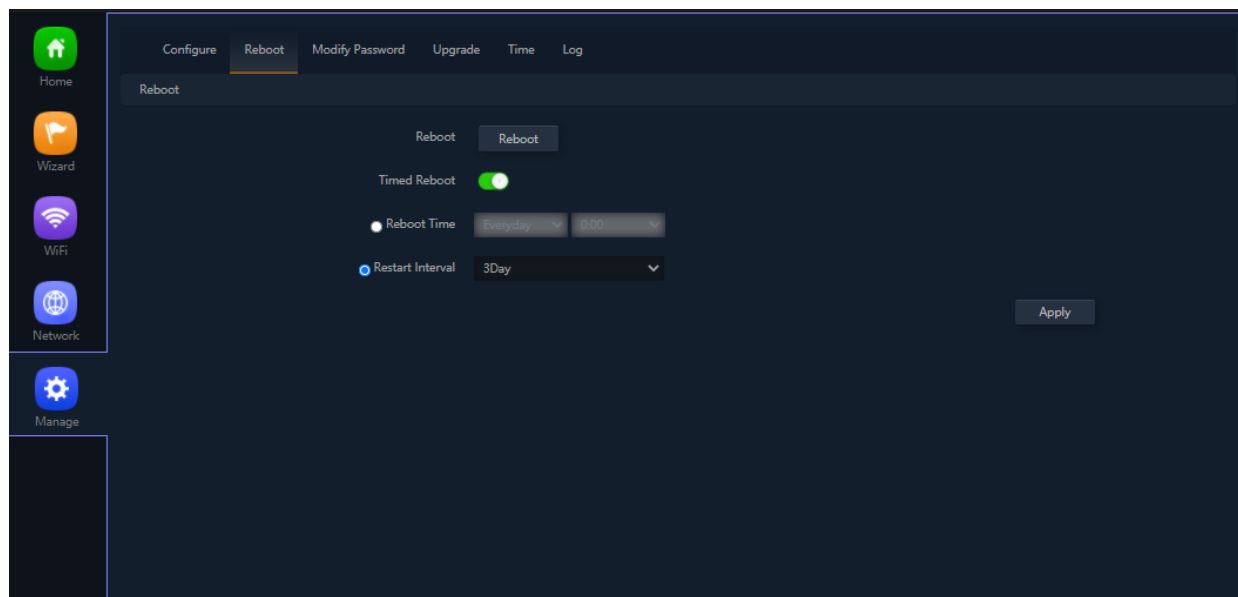 Home
Wizard
WiFi
Network
Manage
Configure Reboot Modify Password Upgrade Time Log
Reboot
Reboot Reboot
Timed Reboot
Reboot Time Everyday 0:00
Restart Interval 3Day
Apply